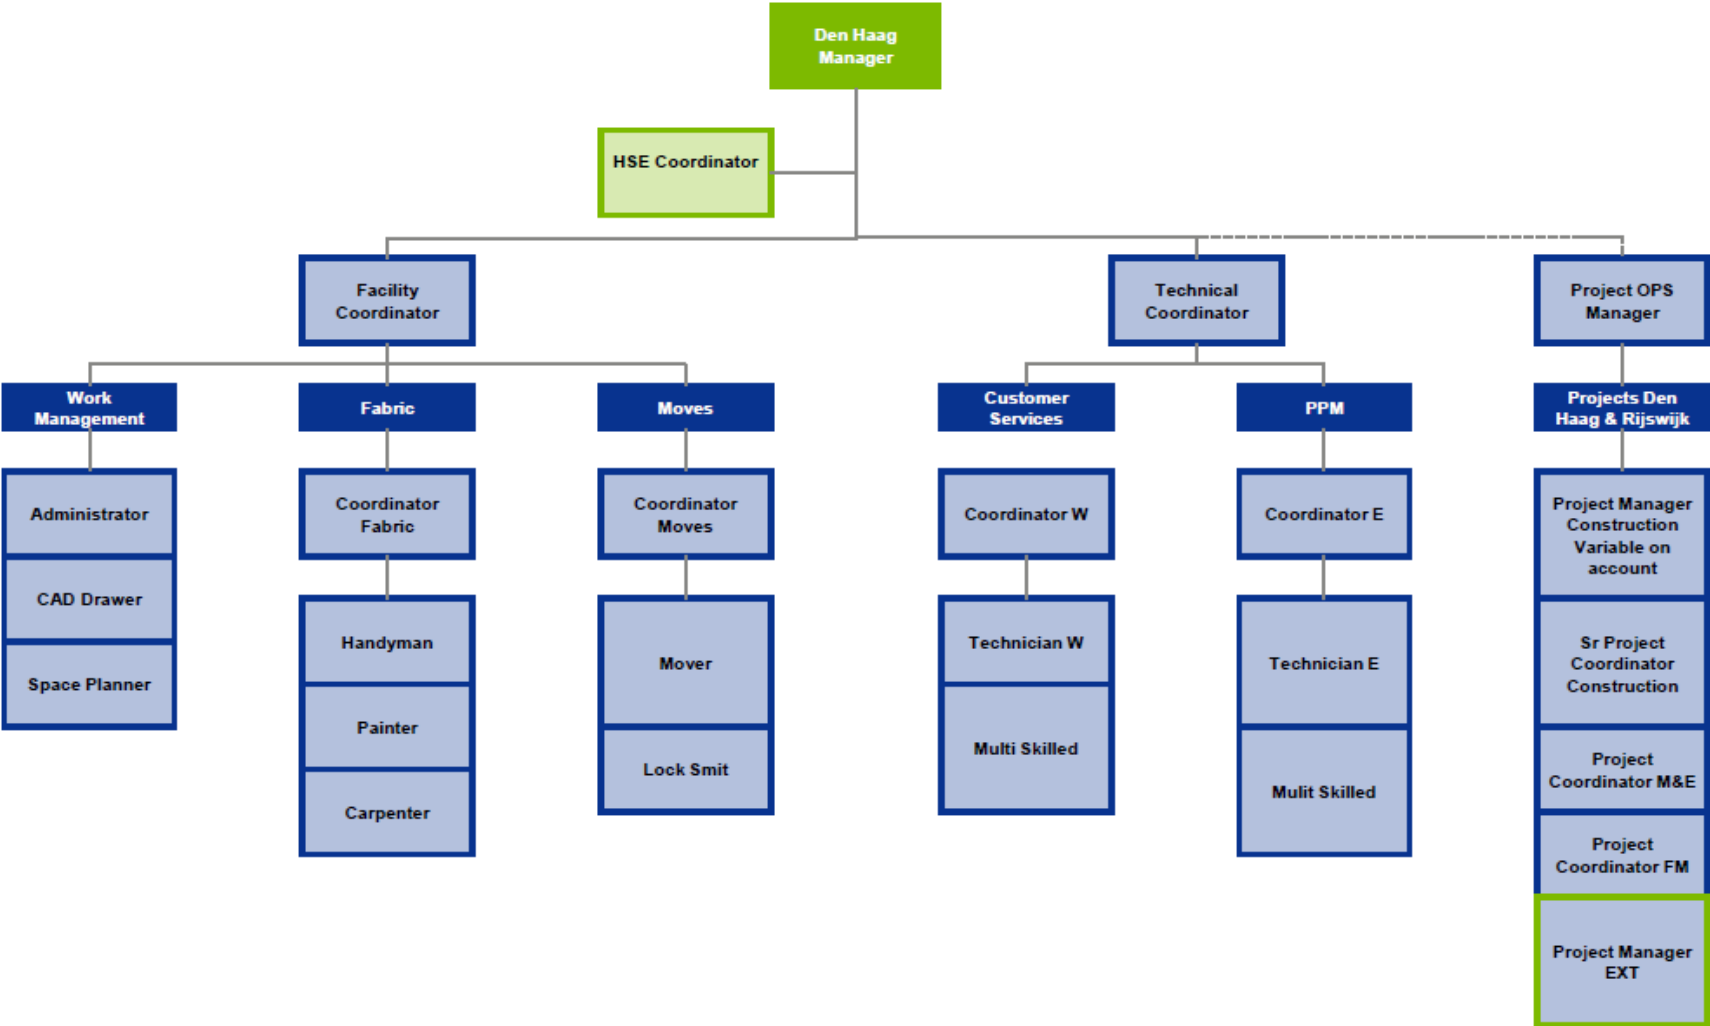 Den Haag
Manager
HSE Coordinator
Facility
Coordinator
Technical
Coordinator
Project OPS
Manager
Work
Management
Fabric
Moves
Customer
Services
PPM
Projects Den
Haag & Rijswijk
Administrator
CAD Drawer
Space Planner
Coordinator
Fabric
Handyman
Painter
Carpenter
Coordinator
Moves
Mover
Lock Smit
Coordinator W
Technician W
Multi Skilled
Coordinator E
Technician E
Mulit Skilled
Project Manager
Construction
Variable on
account
Sr Project
Coordinator
Construction
Project
Coordinator M&E
Project
Coordinator FM
Project Manager
EXT